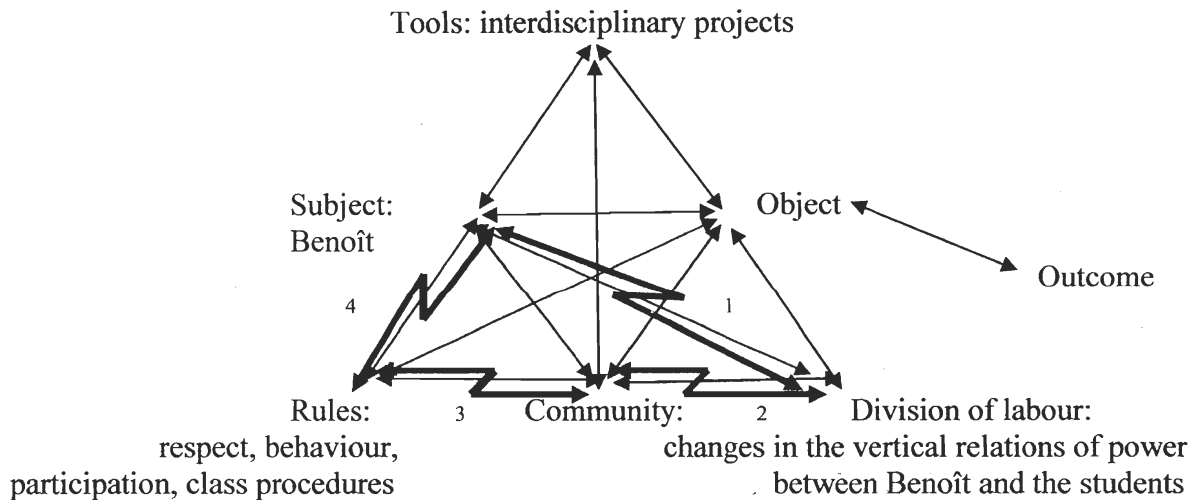 Tools: interdisciplinary projects
Subject:
Benoît
Object
Outcome
4
1
Rules:
3
Community:
2
Division of labour:
respect, behaviour,
participation, class procedures
changes in the vertical relations of power
between Benoît and the students